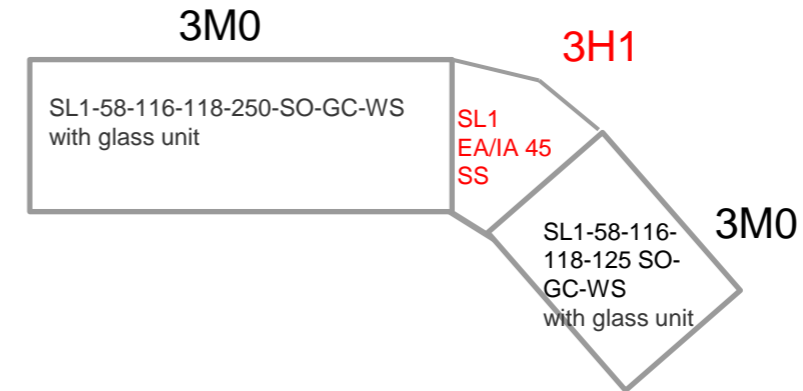 3M0
3H1
SL1-58-116-118-250-SO-GC-WS
with glass unit
SL1
EA/IA 45
SS
3M0
SL1-58-116-
118-125 SO-
GC-WS
with glass unit